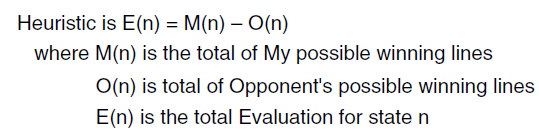 Heuristic is E(n) = M(n) – O(n)
where M(n) is the total of My possible winning lines
O(n) is total of Opponent's possible winning lines
E(n) is the total Evaluation for state n